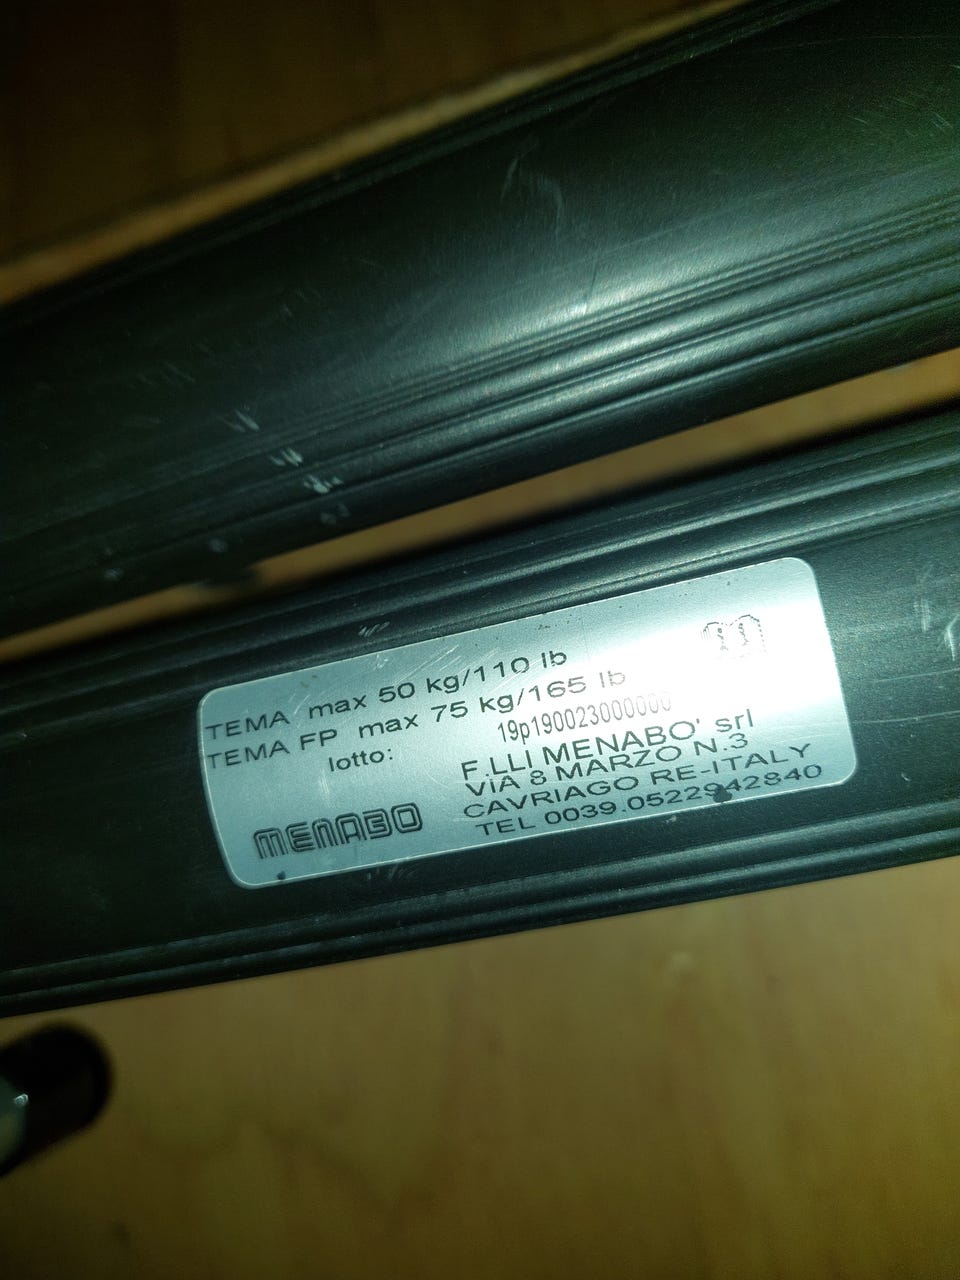 TEMA max 50 kg/110 lb
TEMA FP max 75 kg/165 lb
lotto: 19p190023000000
F.LLI MENABO' srl
VIA 8 MARZO N.3
CAVRIAGO RE-ITALY
TEL 0039.0522942840
MENABO